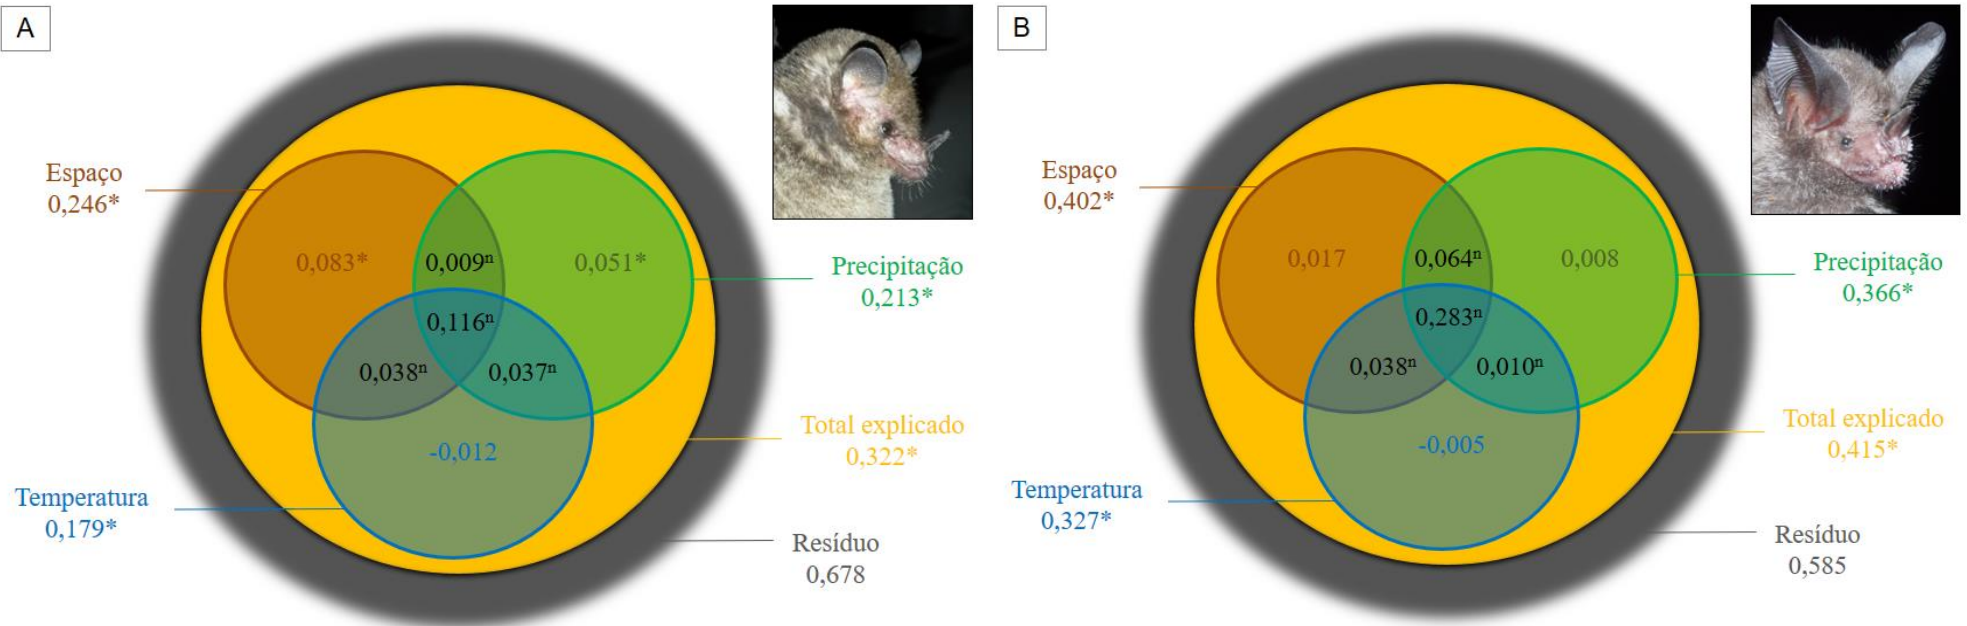 A
Espaço
0,246*
0,083*
0,009ⁿ
0,051*
Precipitação
0,213*
0,116ⁿ
0,038ⁿ
0,037ⁿ
Total explicado
0,322*
-0,012
Temperatura
0,179*
Resíduo
0,678
B
Espaço
0,402*
0,017
0,064ⁿ
0,008
Precipitação
0,366*
0,283ⁿ
0,038ⁿ
0,010ⁿ
Total explicado
0,415*
-0,005
Temperatura
0,327*
Resíduo
0,585